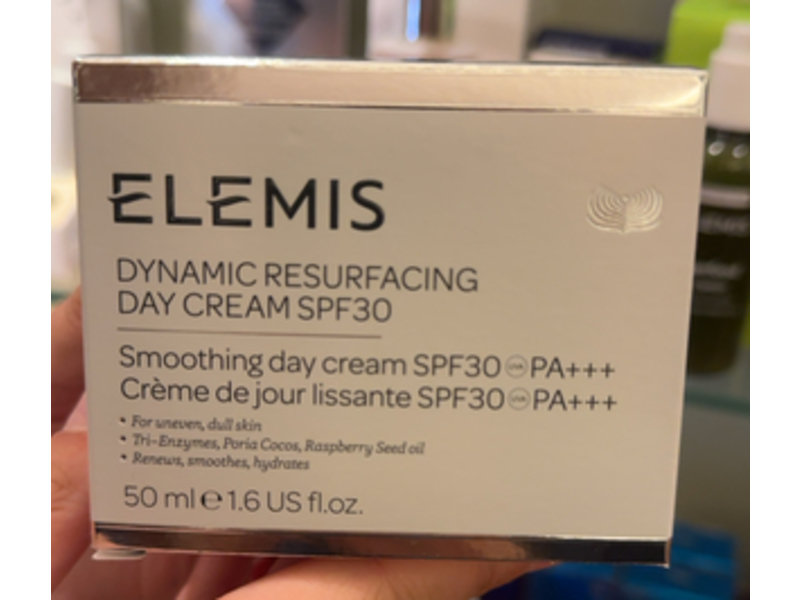 ELEMIS
DYNAMIC RESURFACING
DAY CREAM SPF30
Smoothing day cream SPF30 UVA PA+++
Crème de jour lissante SPF30 UVA PA+++
• For uneven, dull skin
• Tri-Enzymes, Poria Cocos, Raspberry Seed oil
• Renews, smoothes, hydrates
50 ml e 1.6 US fl.oz.